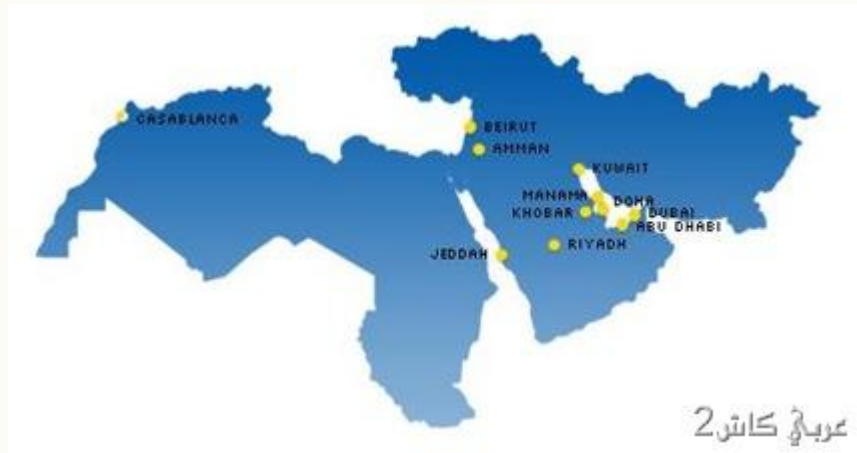 CASABLANCA
BEIRUT
AMMAN
KUWAIT
MANAMA
DOHA
KHOBAR
DUBAI
ABU DHABI
RIYADH
JEDDAH
عربي كاش2